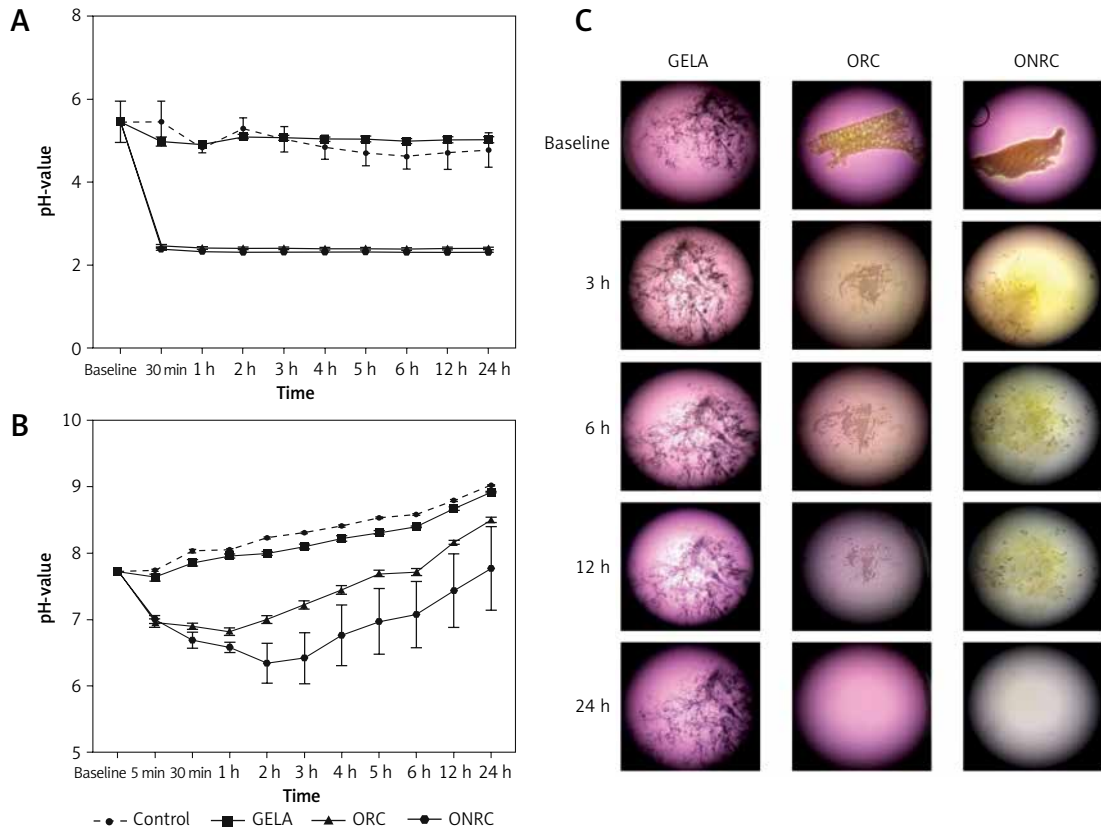 A
8
6
4
2
0
pH-value
Baseline 30 min 1 h 2 h 3 h 4 h 5 h 6 h 12 h 24 h
Time
B
10
9
8
7
6
5
pH-value
Baseline 5 min 30 min 1 h 2 h 3 h 4 h 5 h 6 h 12 h 24 h
Time
Control GELA ORC ONRC
C
GELA ORC ONRC
Baseline
3 h
6 h
12 h
24 h